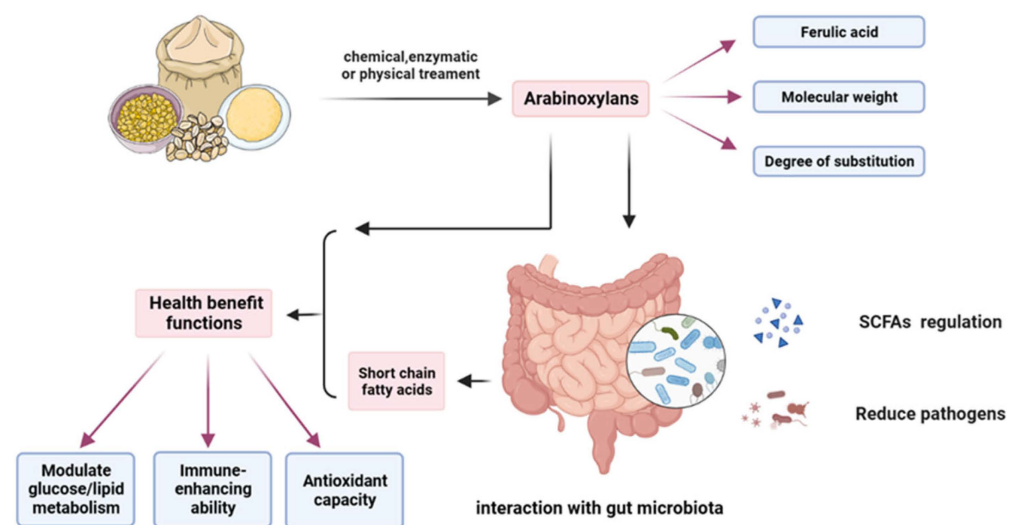 chemical,enzymatic
or physical treament
Arabinoxylans
Ferulic acid
Molecular weight
Degree of substitution
Health benefit
functions
Short chain
fatty acids
SCFAs regulation
Reduce pathogens
Modulate
glucose/lipid
metabolism
Immune-
enhancing
ability
Antioxidant
capacity
interaction with gut microbiota